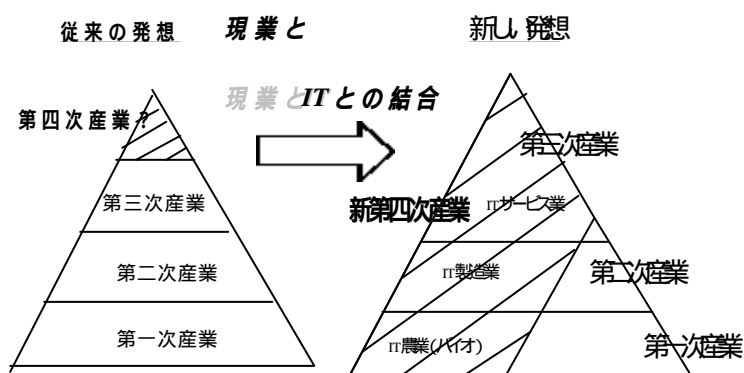 従来の発想
現業と
新しい発想
現業とITとの結合
第四次産業?
第三次産業
第二次産業
第一次産業
第三次産業
新第四次産業
ITサービス業
IT製造業
第二次産業
IT農業(バイオ)
第一次産業